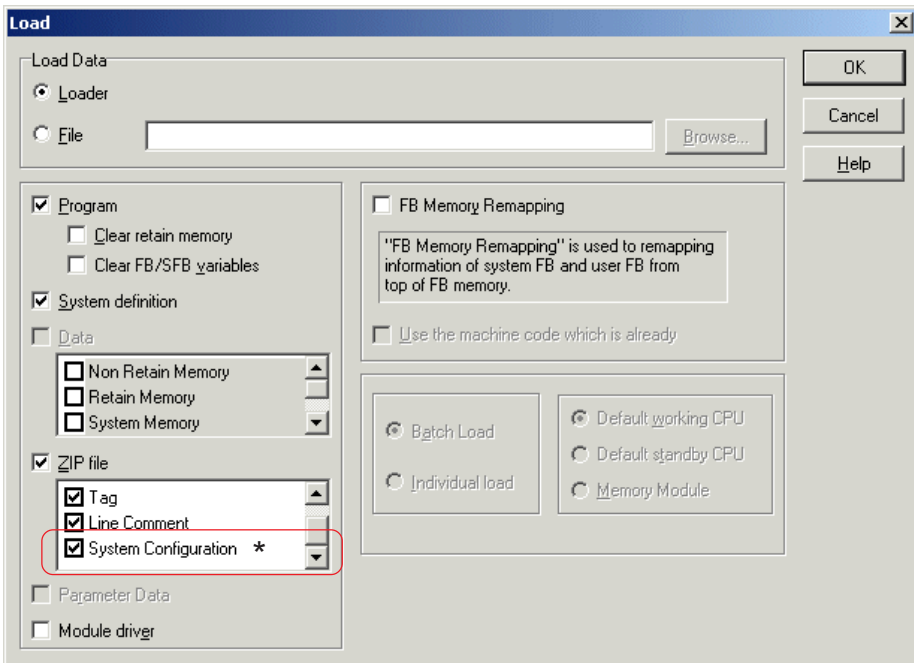 Load
Load Data
Loader
File
Browse...
OK
Cancel
Help
Program
Clear retain memory
Clear FB/SFB variables
System definition
Data
Non Retain Memory
Retain Memory
System Memory
ZIP file
Tag
Line Comment
System Configuration *
Parameter Data
Module driver
FB Memory Remapping
"FB Memory Remapping" is used to remapping
information of system FB and user FB from
top of FB memory.
Use the machine code which is already
Batch Load
Individual load
Default working CPU
Default standby CPU
Memory Module